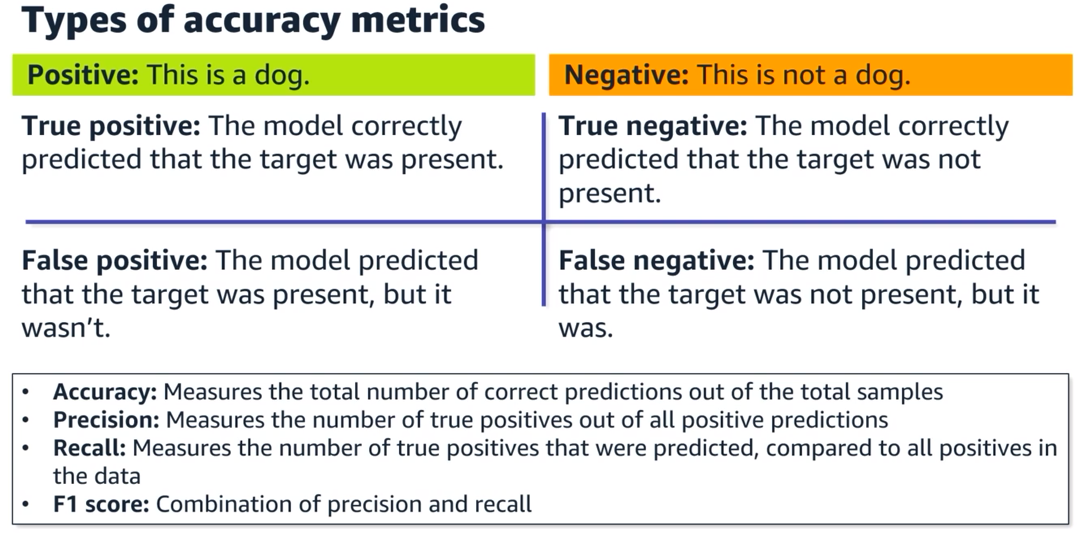 Types of accuracy metrics
Positive: This is a dog.
Negative: This is not a dog.
True positive: The model correctly
predicted that the target was present.
True negative: The model correctly
predicted that the target was not
present.
False positive: The model predicted
that the target was present, but it
wasn't.
False negative: The model predicted
that the target was not present, but it
was.
• Accuracy: Measures the total number of correct predictions out of the total samples
• Precision: Measures the number of true positives out of all positive predictions
• Recall: Measures the number of true positives that were predicted, compared to all positives in
the data
• F1 score: Combination of precision and recall